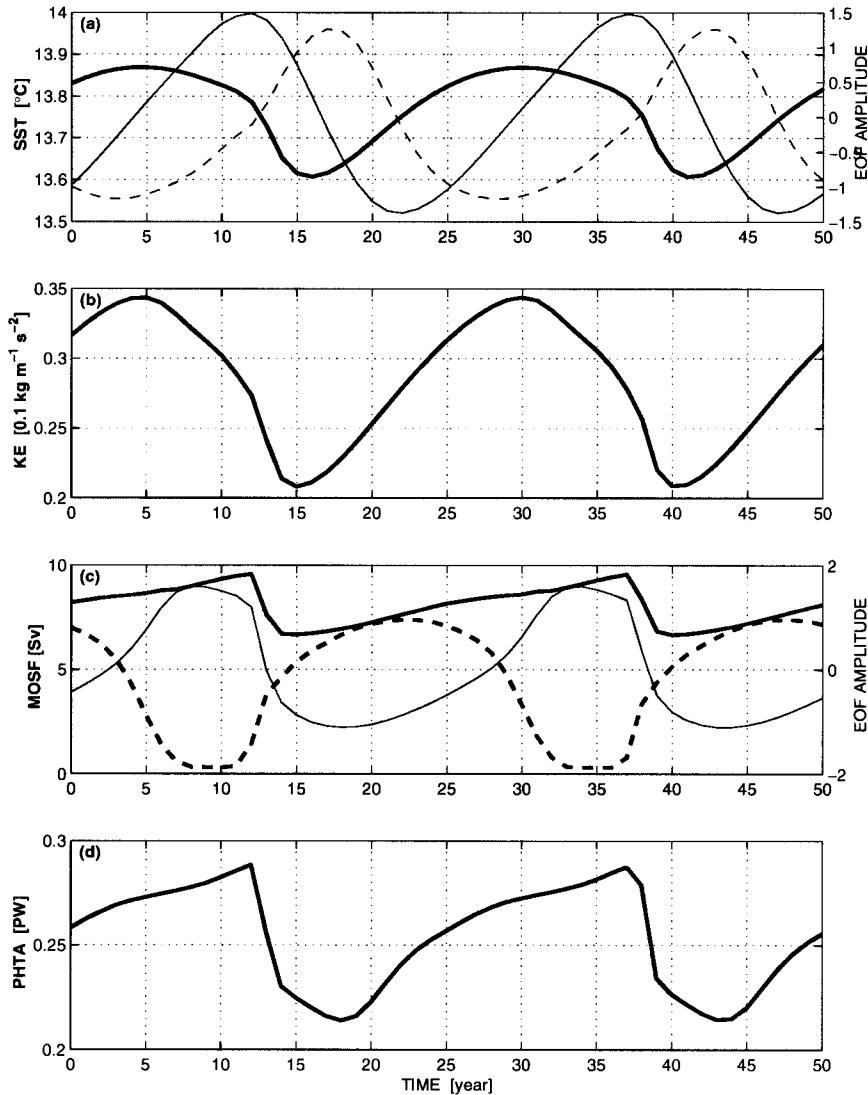 (a)
SST [°C]
14
13.9
13.8
13.7
13.6
13.5
1.5
1
0.5
0
-0.5
-1
-1.5
EOF AMPLITUDE
0 5 10 15 20 25 30 35 40 45 50
(b)
KE [0.1 kg m⁻¹ s⁻²]
0.35
0.3
0.25
0.2
0 5 10 15 20 25 30 35 40 45 50
(c)
MOSF [Sv]
10
5
0
2
0
-2
EOF AMPLITUDE
0 5 10 15 20 25 30 35 40 45 50
(d)
PHTA [PW]
0.3
0.25
0.2
0 5 10 15 20 25 30 35 40 45 50
TIME [year]